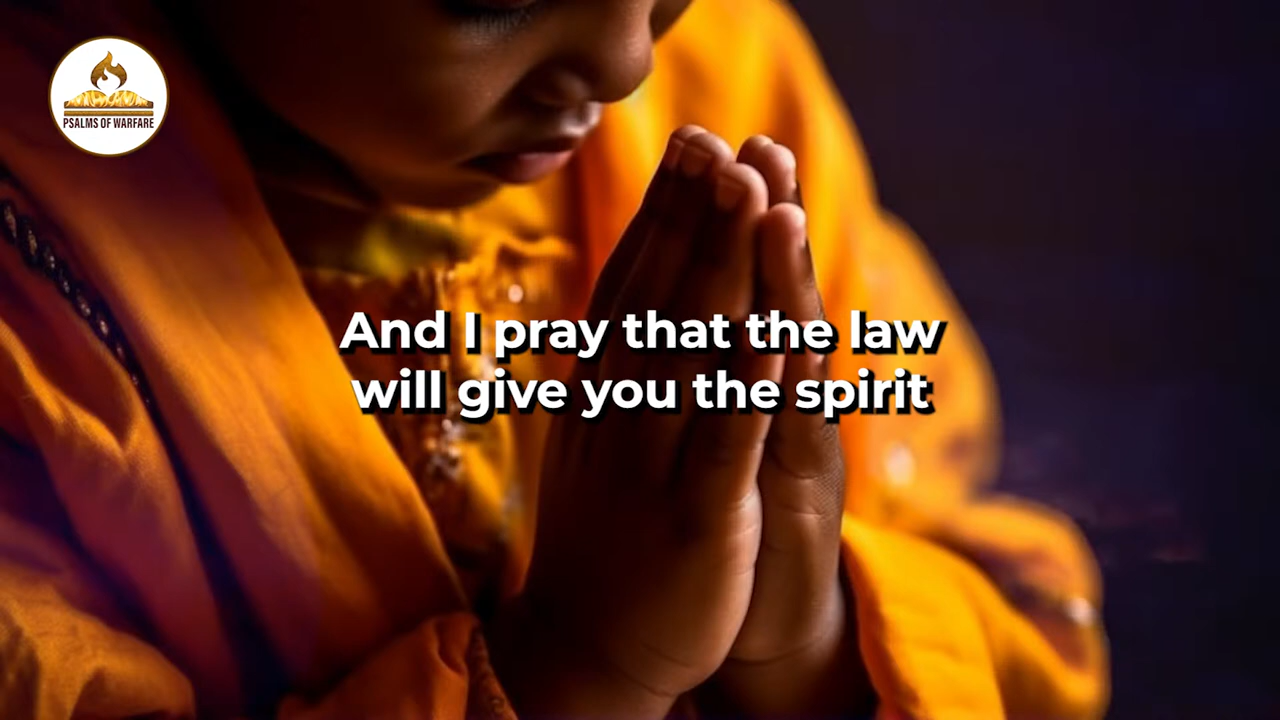 PSALMS OF WARFARE
And I pray that the law
will give you the spirit